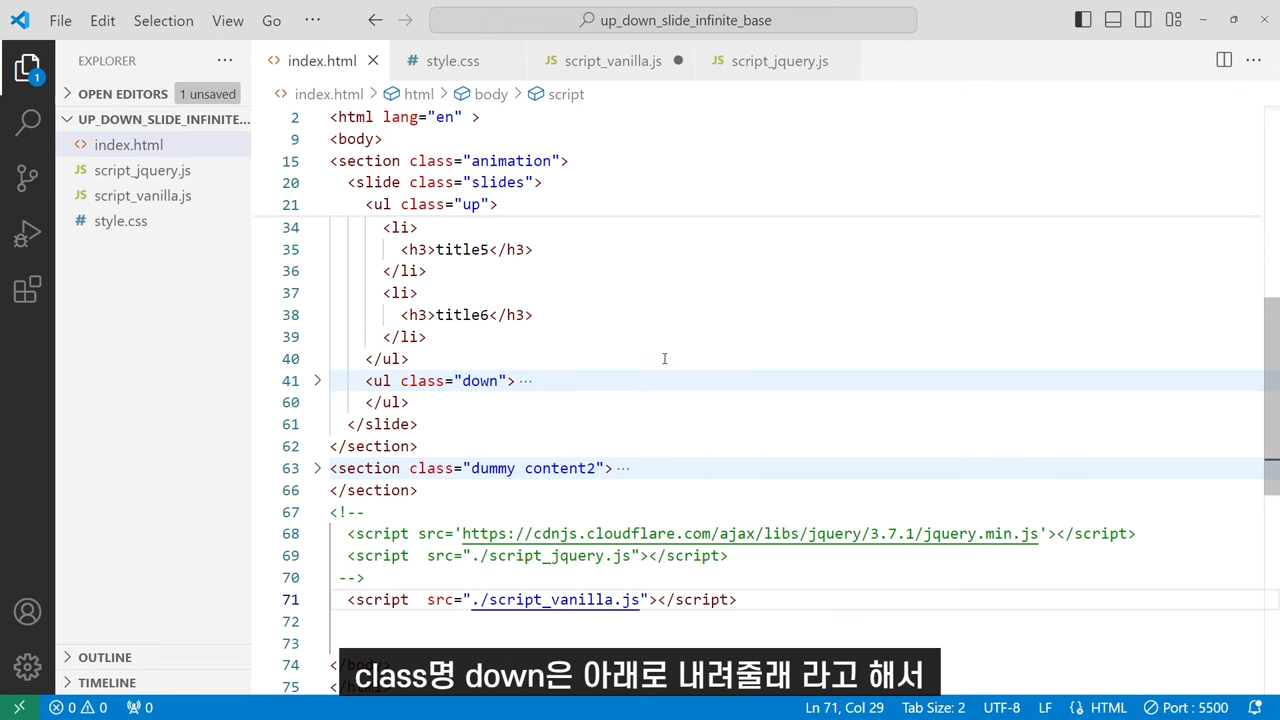 File Edit Selection View Go ··· up_down_slide_infinite_base
EXPLORER ···
OPEN EDITORS 1 unsaved
UP_DOWN_SLIDE_INFINITE...
<> index.html
JS script_jquery.js
JS script_vanilla.js
# style.css
OUTLINE
TIMELINE
1
<> index.html # style.css JS script_vanilla.js JS script_jquery.js
<> index.html > html > body > script
2 <html lang="en" >
9 <body>
15 <section class="animation">
20 <slide class="slides">
21 <ul class="up">
34 <li>
35 <h3>title5</h3>
36 </li>
37 <li>
38 <h3>title6</h3>
39 </li>
40 </ul>
41 <ul class="down"> ···
60 </ul>
61 </slide>
62 </section>
63 <section class="dummy content2"> ···
66 </section>
67 <!--
68 <script src='https://cdnjs.cloudflare.com/ajax/libs/jquery/3.7.1/jquery.min.js'></script>
69 <script  src="./script_jquery.js"></script>
70 -->
71 <script  src="./script_vanilla.js"></script>
72
73
74 </body>
75 </html>
class명 down은 아래로 내려줄래 라고 해서
0 0 0 Ln 71, Col 29 Tab Size: 2 UTF-8 LF HTML Port : 5500